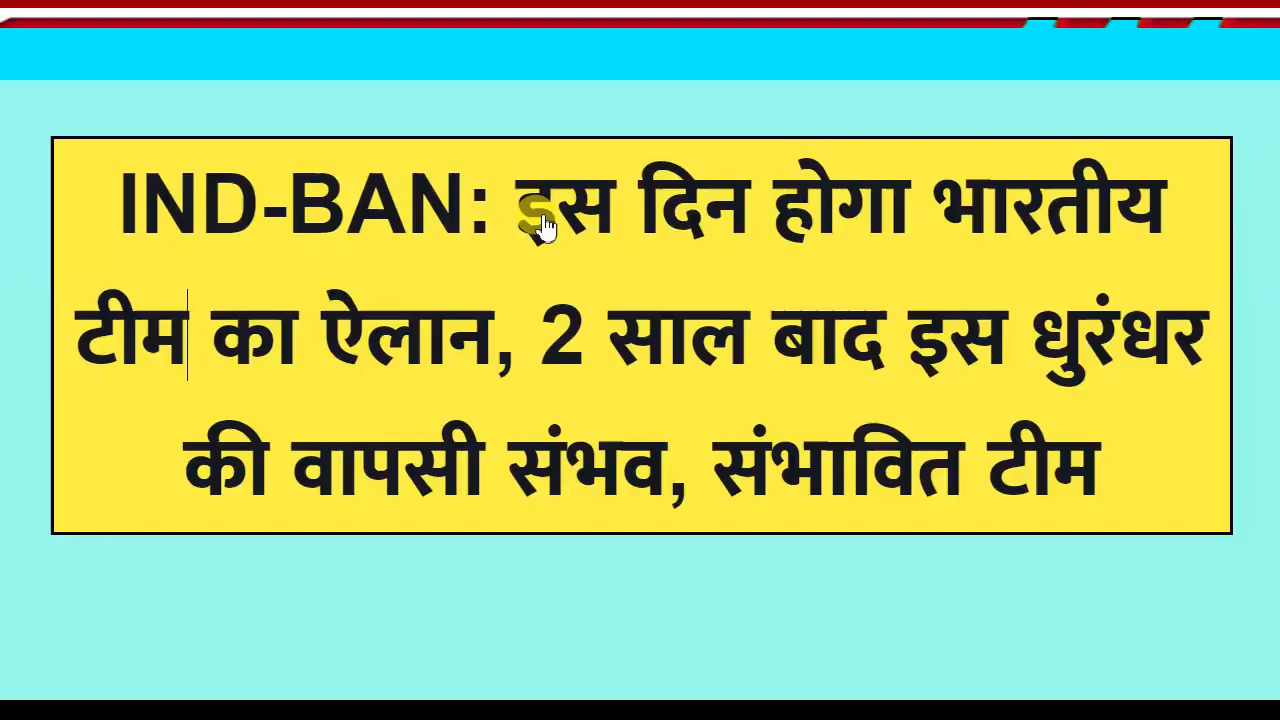 IND-BAN: इस दिन होगा भारतीय
टीम का ऐलान, 2 साल बाद इस धुरंधर
की वापसी संभव, संभावित टीम